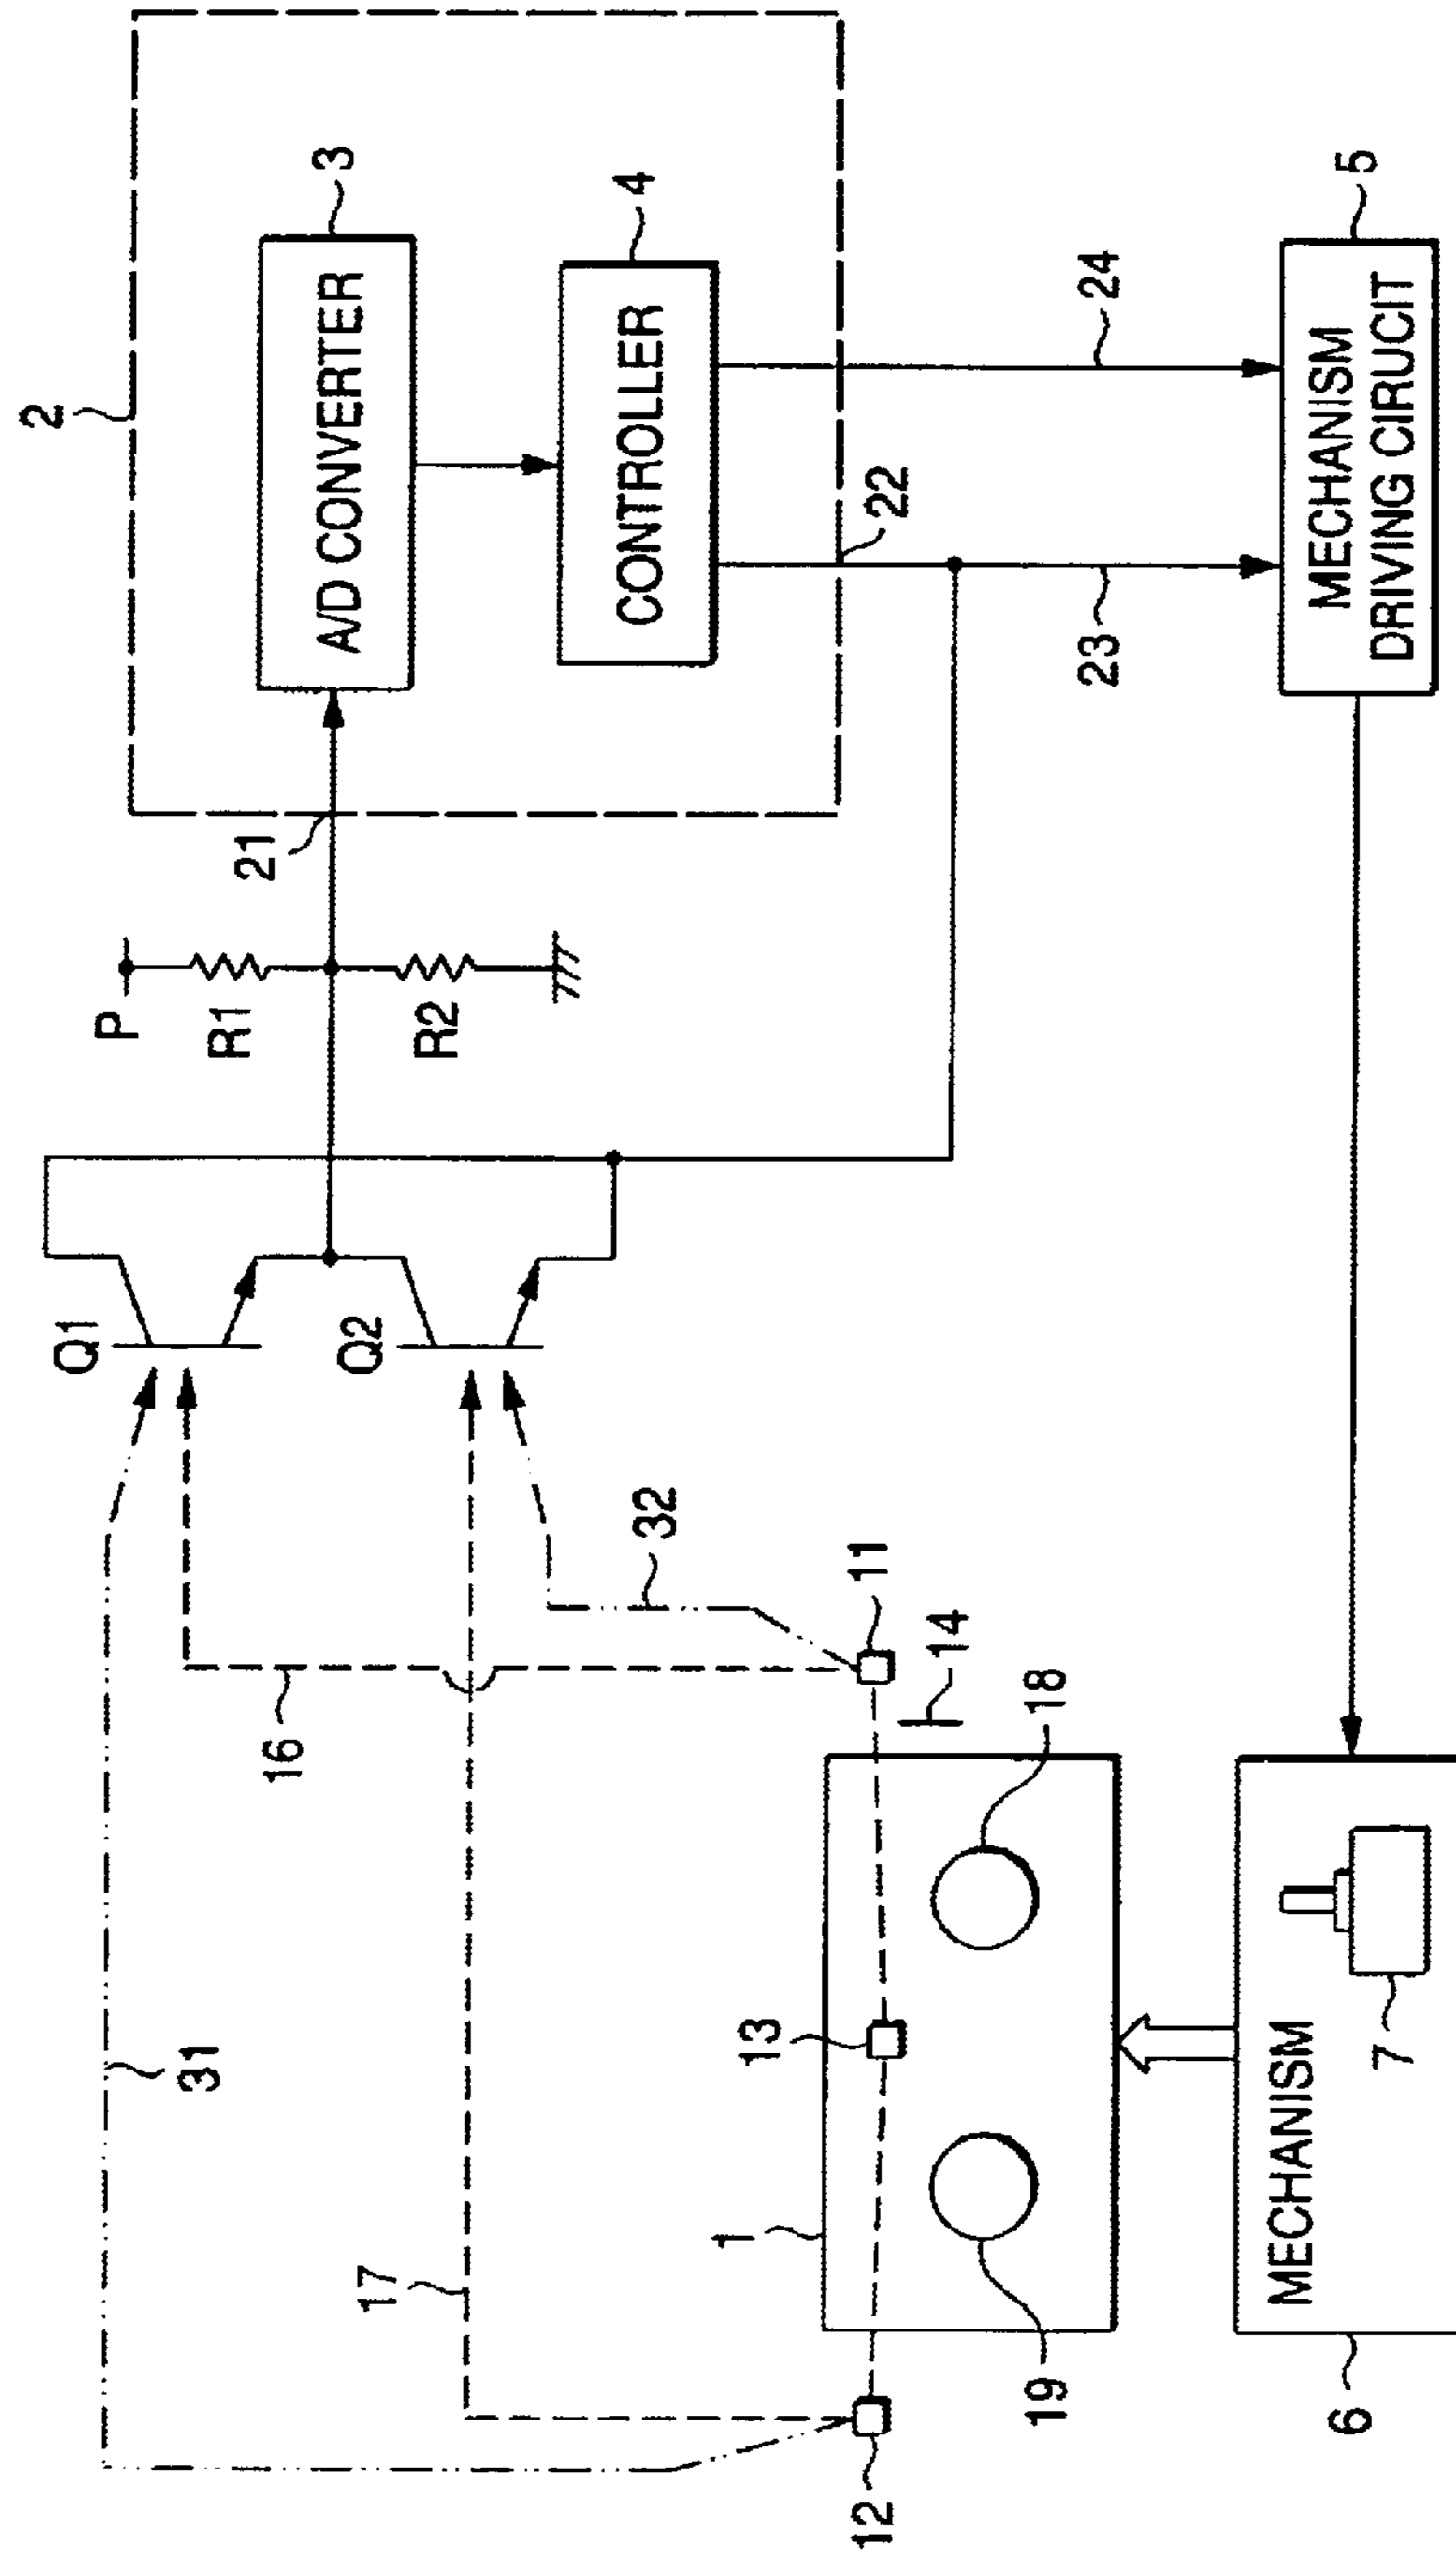 2
3
A/D CONVERTER
4
CONTROLLER
21
22
24
23
5
MECHANISM
DRIVING CIRUCIT
P
R1
R2
Q1
Q2
31
16
17
32
11
14
13
18
1
19
12
MECHANISM
7
6